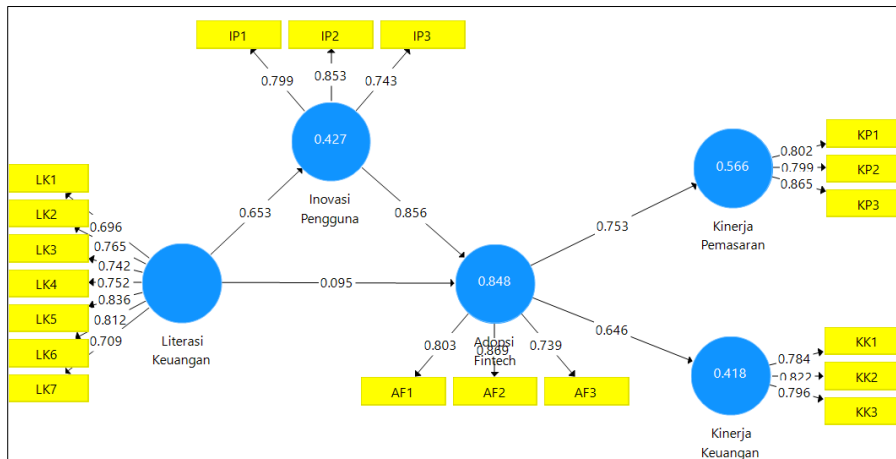 IP1
IP2
IP3
0.799
0.853
0.743
0.427
Inovasi
Pengguna
KP1
KP2
KP3
0.802
0.799
0.865
0.566
Kinerja
Pemasaran
LK1
LK2
LK3
LK4
LK5
LK6
LK7
0.696
0.765
0.742
0.752
0.836
0.812
0.709
Literasi
Keuangan
0.653
0.856
0.095
0.753
0.646
0.848
Adopsi
Fintech
0.803
0.869
0.739
AF1
AF2
AF3
0.418
Kinerja
Keuangan
0.784
0.822
0.796
KK1
KK2
KK3